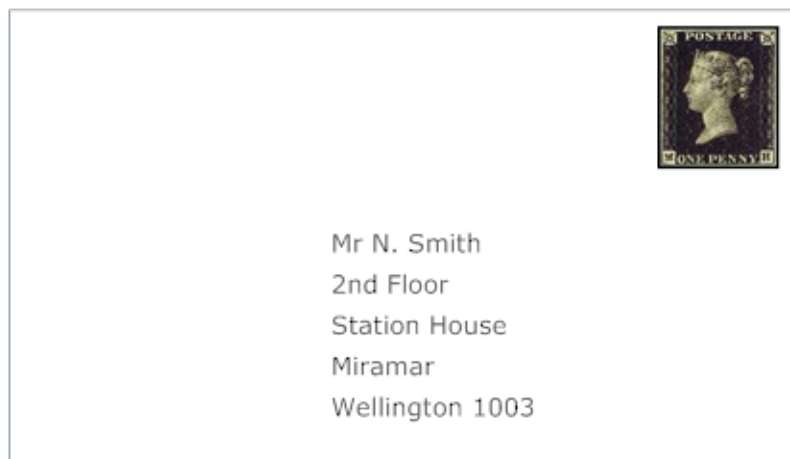 POSTAGE
M ONE PENNY H
Mr N. Smith
2nd Floor
Station House
Miramar
Wellington 1003